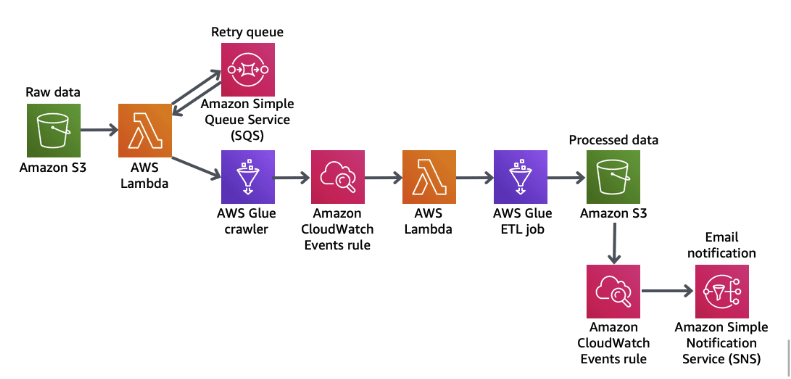 Retry queue
Raw data
Amazon S3
AWS
Lambda
Amazon Simple
Queue Service
(SQS)
AWS Glue
crawler
Amazon
CloudWatch
Events rule
AWS
Lambda
AWS Glue
ETL job
Processed data
Amazon S3
Amazon
CloudWatch
Events rule
Email
notification
Amazon Simple
Notification
Service (SNS)